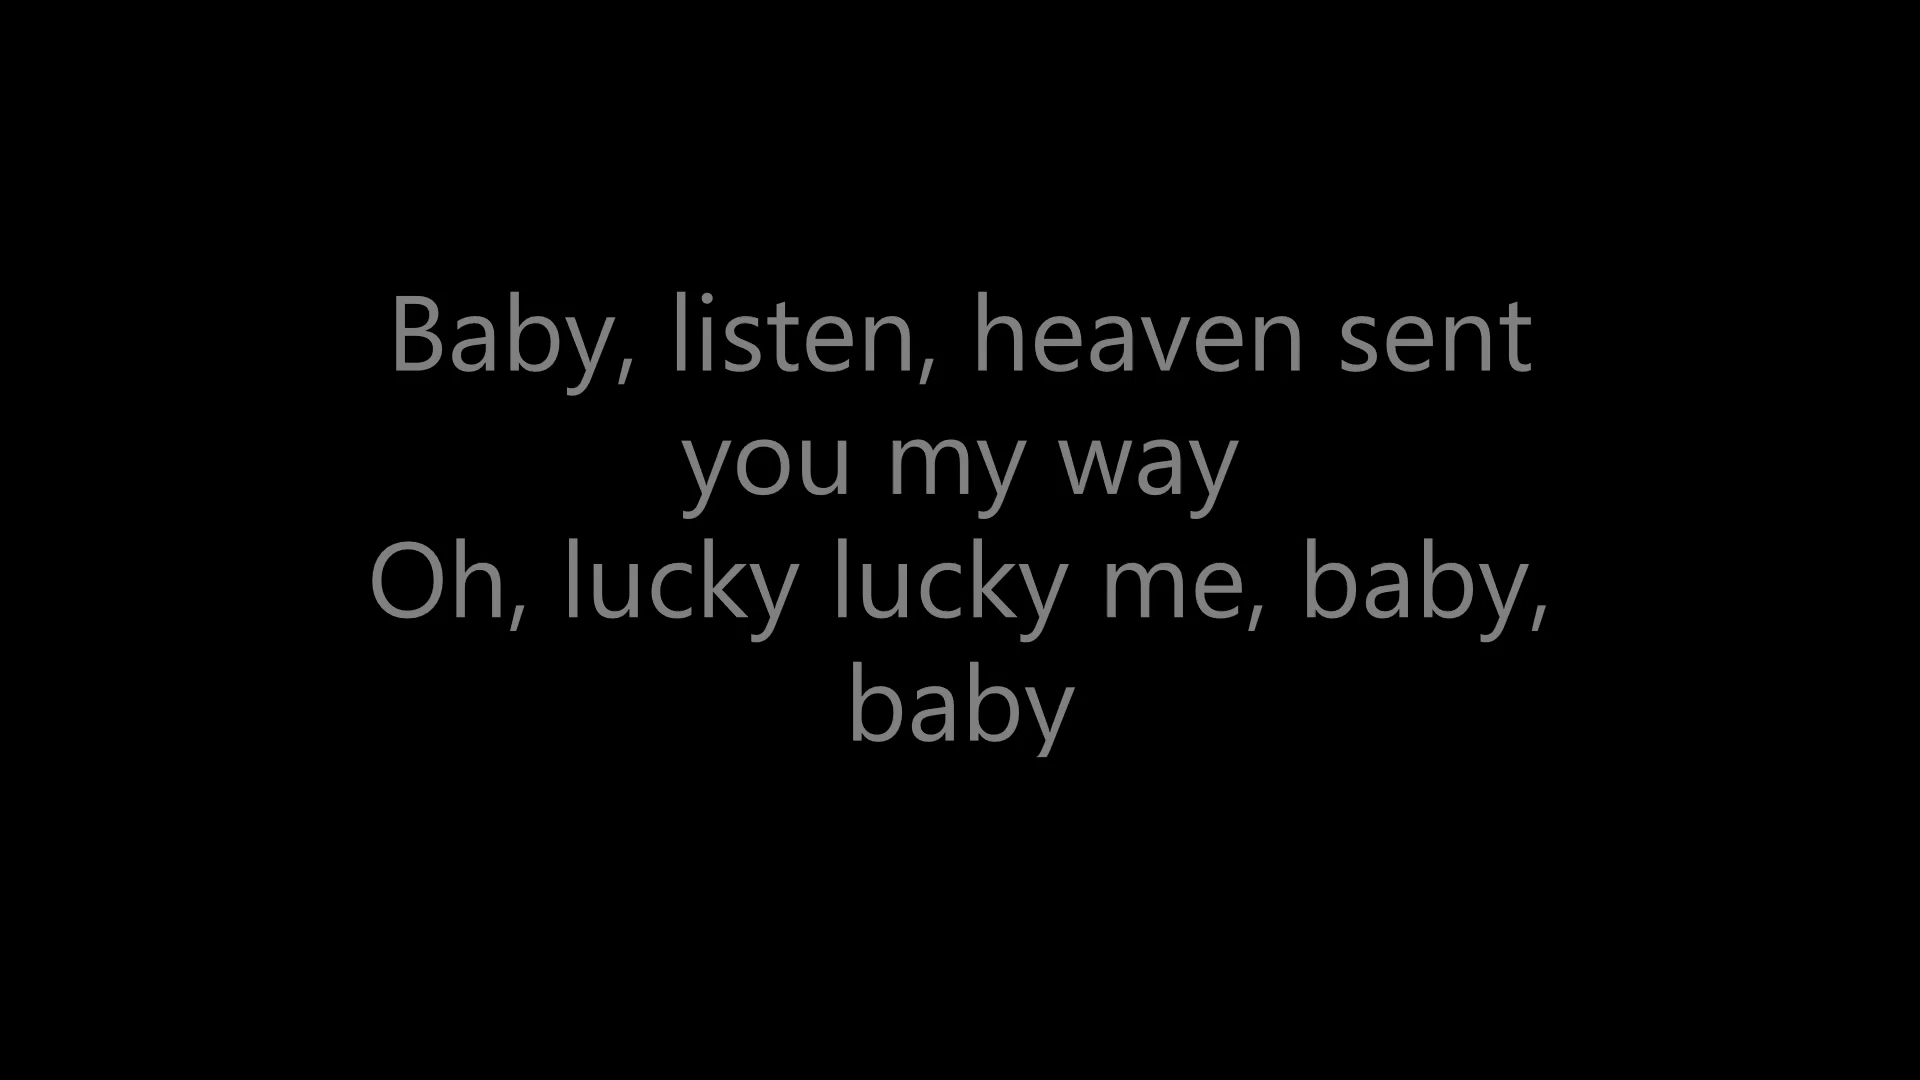 Baby, listen, heaven sent
you my way
Oh, lucky lucky me, baby,
baby